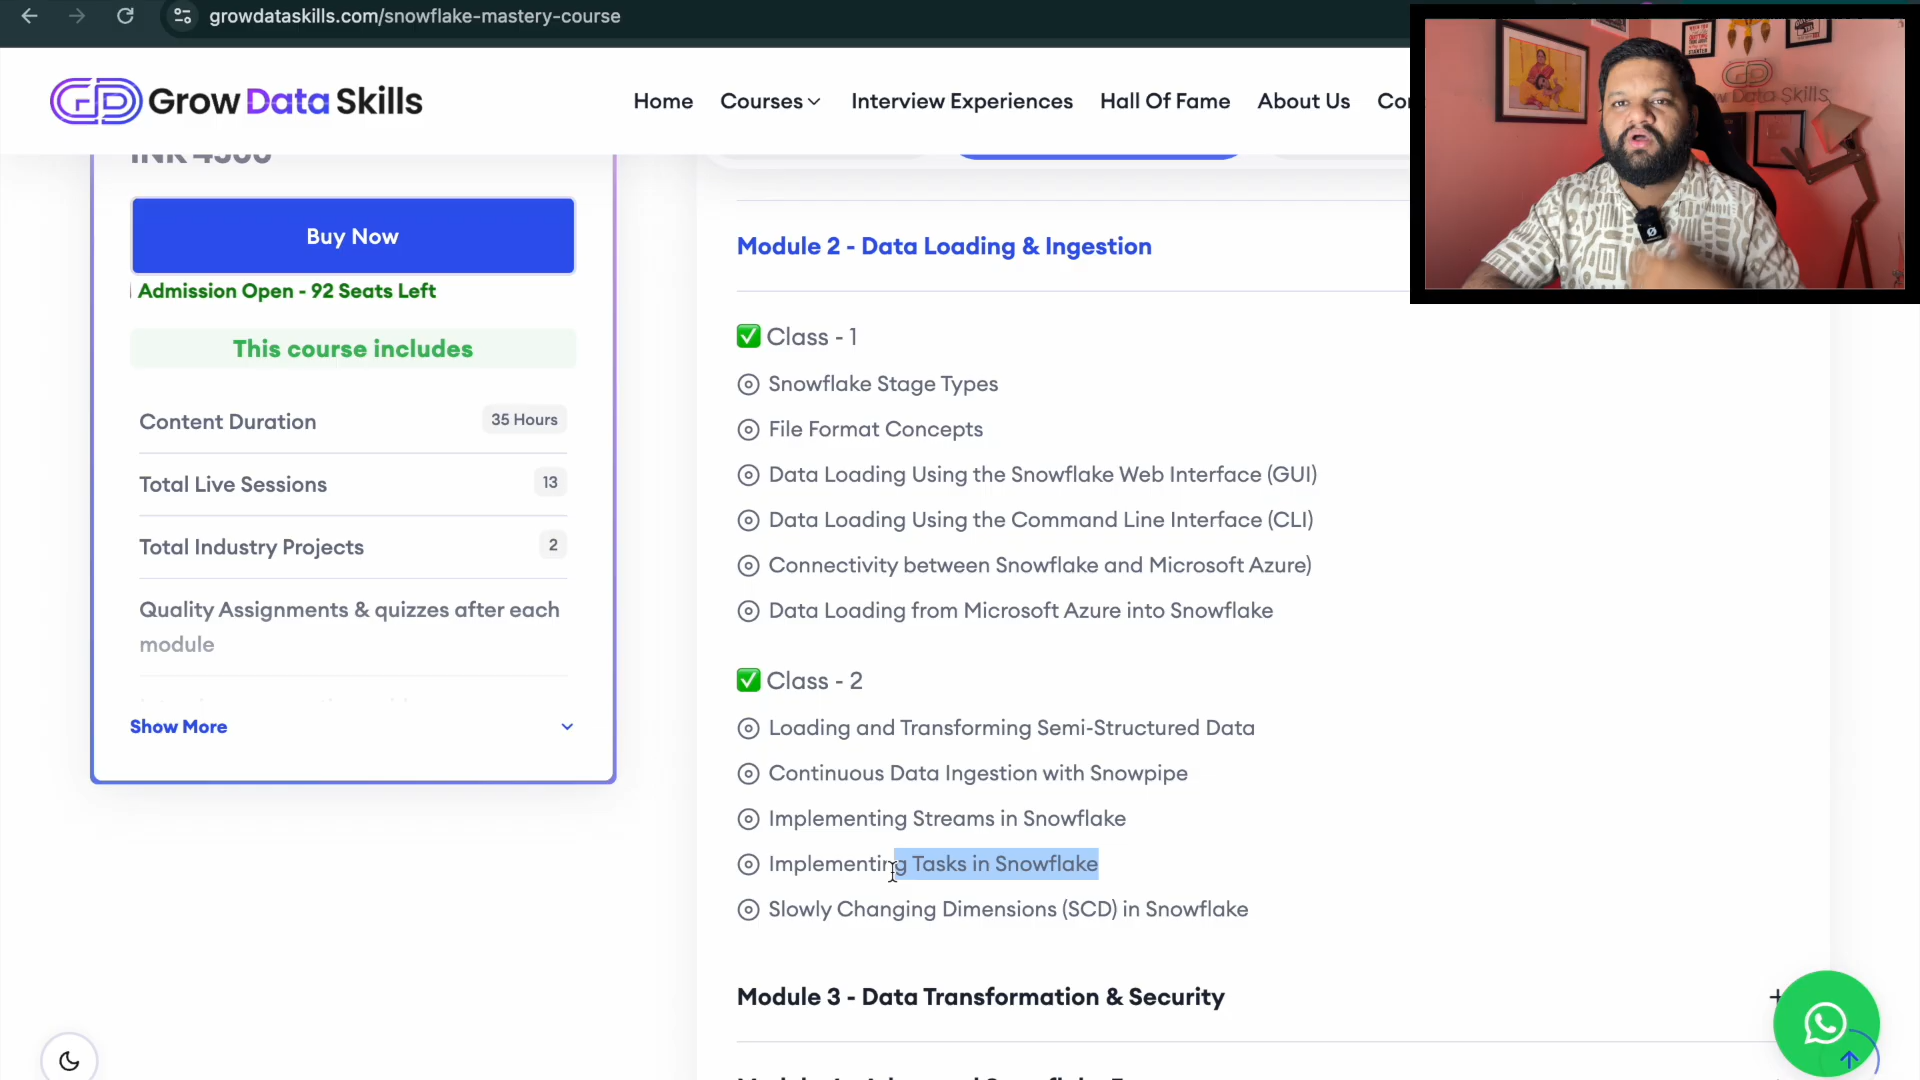 growdataskills.com/snowflake-mastery-course
Grow Data Skills
Home
Courses
Interview Experiences
Hall Of Fame
About Us
Buy Now
Admission Open - 92 Seats Left
This course includes
Content Duration
35 Hours
Total Live Sessions
13
Total Industry Projects
2
Quality Assignments & quizzes after each
module
Show More
Module 2 - Data Loading & Ingestion
✅ Class - 1
Snowflake Stage Types
File Format Concepts
Data Loading Using the Snowflake Web Interface (GUI)
Data Loading Using the Command Line Interface (CLI)
Connectivity between Snowflake and Microsoft Azure)
Data Loading from Microsoft Azure into Snowflake
✅ Class - 2
Loading and Transforming Semi-Structured Data
Continuous Data Ingestion with Snowpipe
Implementing Streams in Snowflake
Implementing Tasks in Snowflake
Slowly Changing Dimensions (SCD) in Snowflake
Module 3 - Data Transformation & Security
+
Data Skills